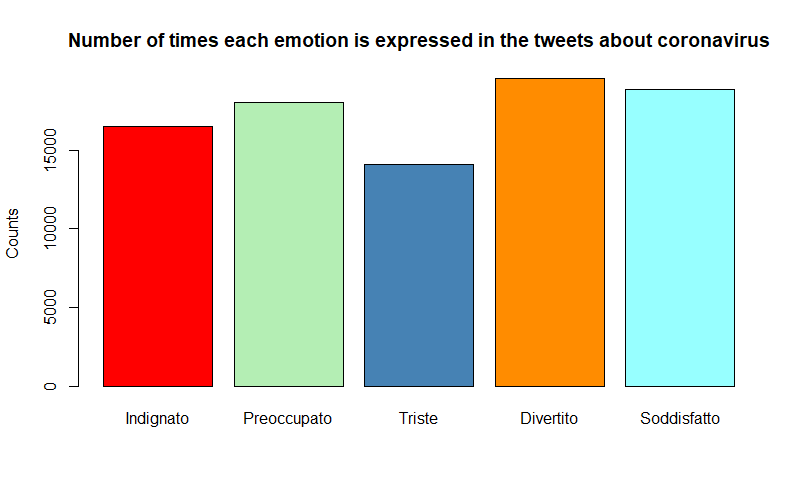 Number of times each emotion is expressed in the tweets about coronavirus
Counts
15000
10000
5000
0
Indignato Preoccupato Triste Divertito Soddisfatto